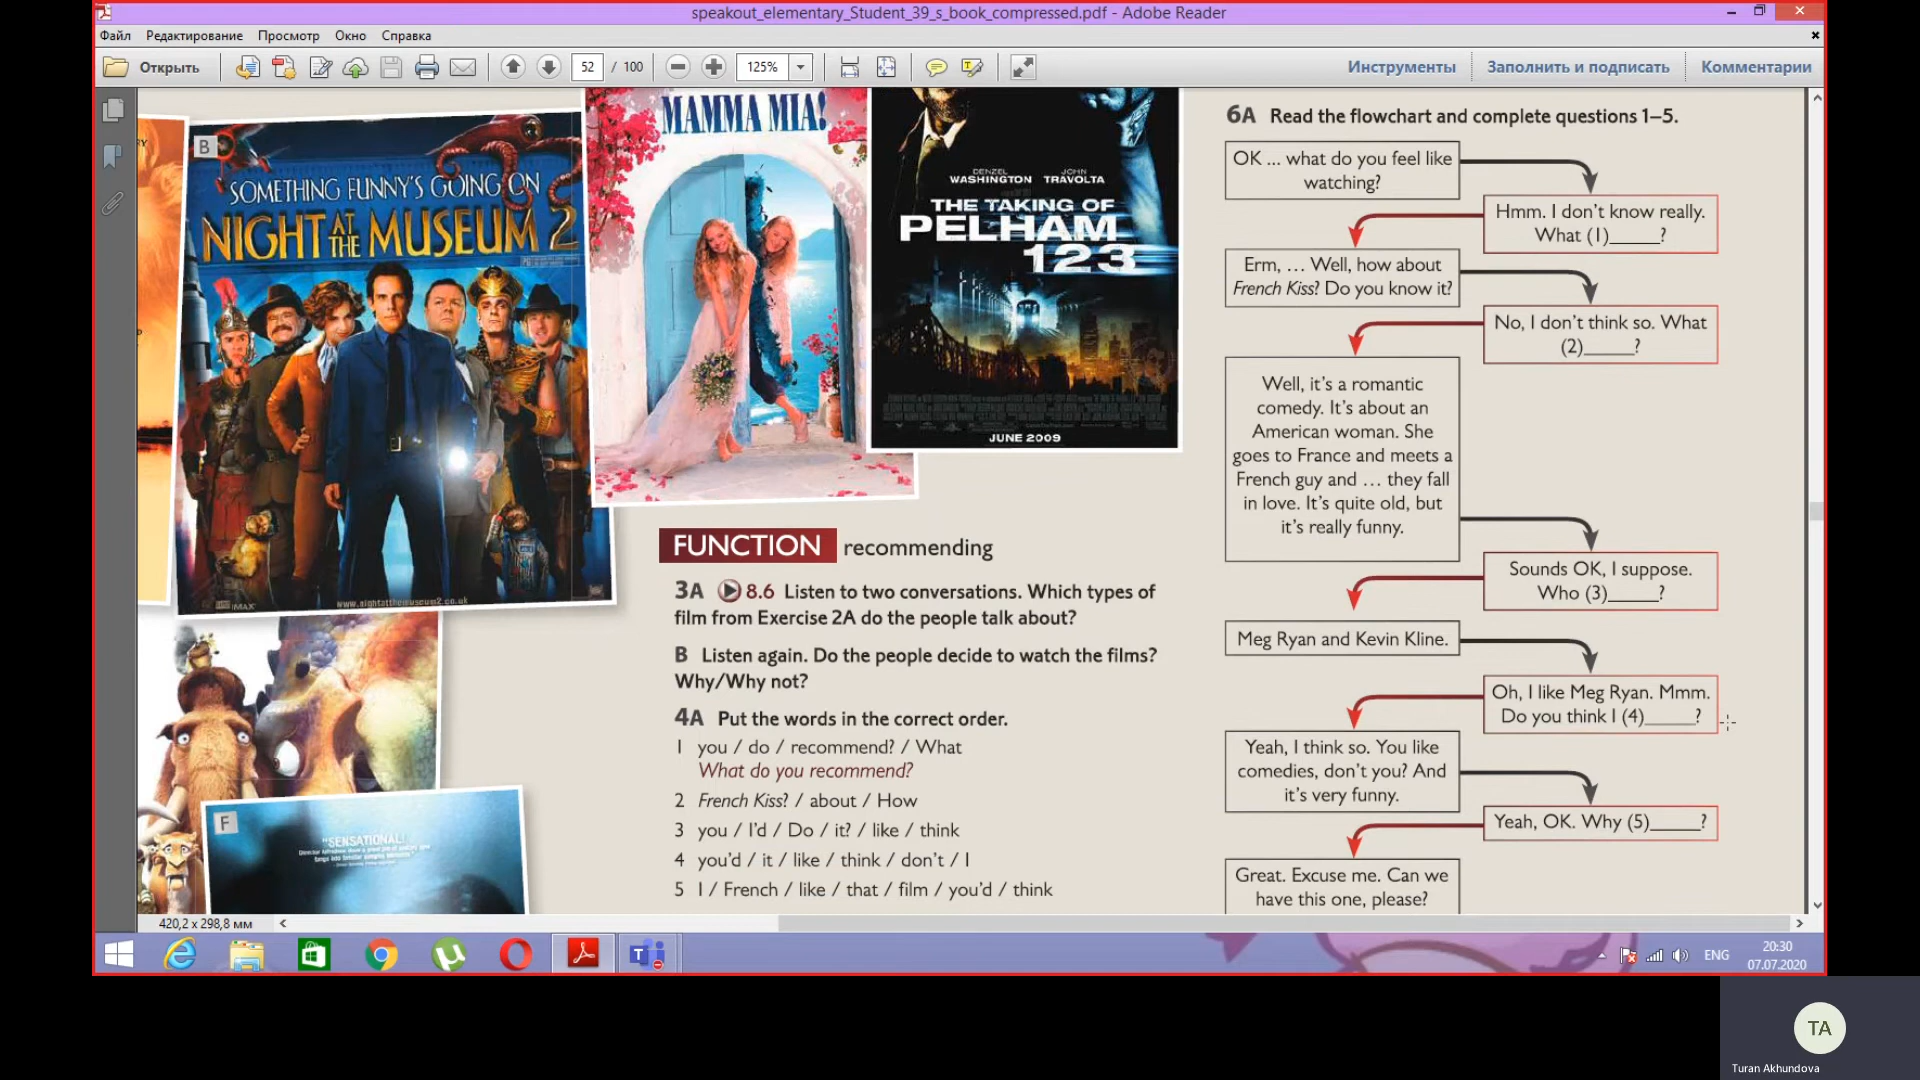 speakout_elementary_Student_39_s_book_compressed.pdf - Adobe Reader
Файл Редактирование Просмотр Окно Справка
Открыть 52 / 100 125% Инструменты Заполнить и подписать Комментарии
B
SOMETHING FUNNY'S GOING ON
NIGHT AT THE MUSEUM 2
IMAX
www.nightatthemuseum2.co.uk
MAMMA MIA!
DENZEL WASHINGTON JOHN TRAVOLTA
THE TAKING OF
PELHAM
123
JUNE 2009
F
"SENSATIONAL!
FUNCTION recommending
3A 8.6 Listen to two conversations. Which types of
film from Exercise 2A do the people talk about?
B Listen again. Do the people decide to watch the films?
Why/Why not?
4A Put the words in the correct order.
1 you / do / recommend? / What
What do you recommend?
2 French Kiss? / about / How
3 you / I'd / Do / it? / like / think
4 you'd / it / like / think / don't / I
5 I / French / like / that / film / you'd / think
6A Read the flowchart and complete questions 1–5.
OK ... what do you feel like
watching?
Hmm. I don't know really.
What (1)_____?
Erm, ... Well, how about
French Kiss? Do you know it?
No, I don't think so. What
(2)_____?
Well, it's a romantic
comedy. It's about an
American woman. She
goes to France and meets a
French guy and ... they fall
in love. It's quite old, but
it's really funny.
Sounds OK, I suppose.
Who (3)_____?
Meg Ryan and Kevin Kline.
Oh, I like Meg Ryan. Mmm.
Do you think I (4)_____?
Yeah, I think so. You like
comedies, don't you? And
it's very funny.
Yeah, OK. Why (5)_____?
Great. Excuse me. Can we
have this one, please?
420,2 x 298,8 мм
ENG
20:30
07.07.2020
TA
Turan Akhundova